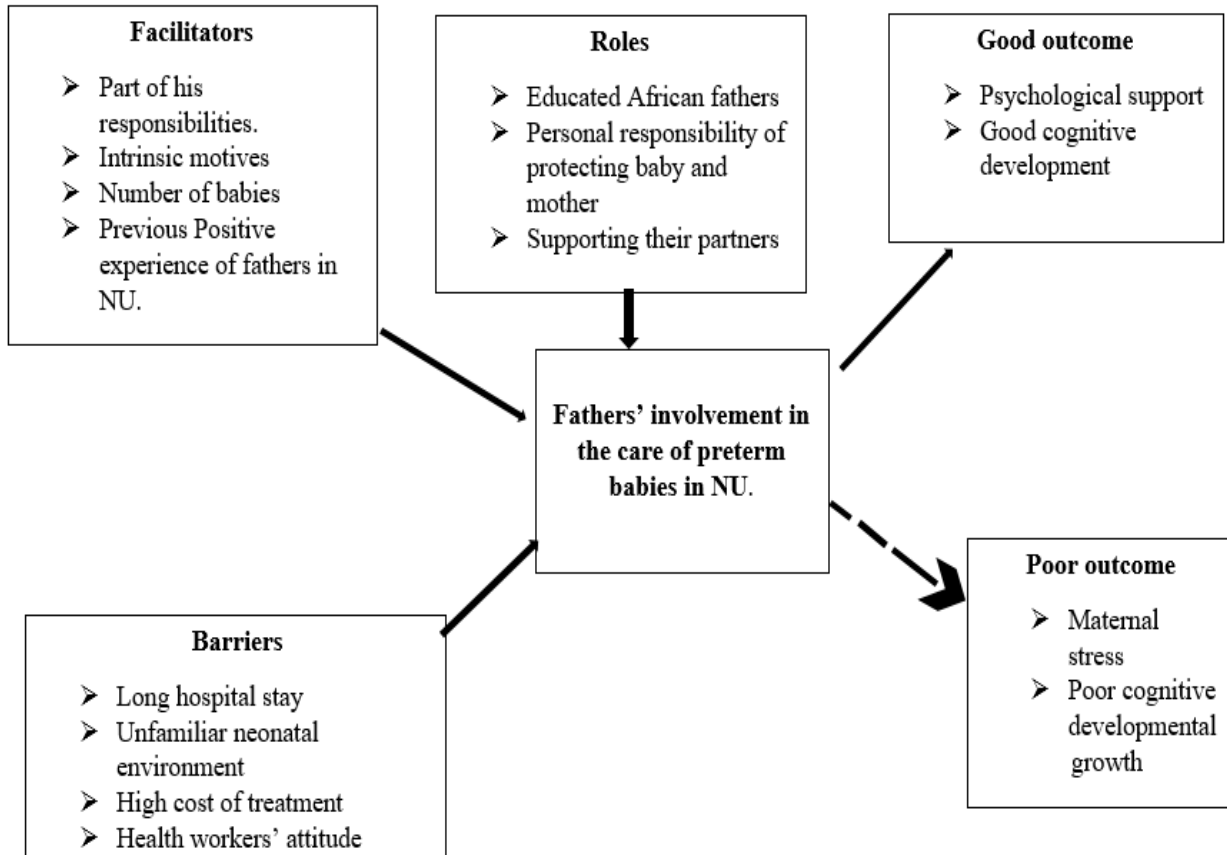 Facilitators
➢ Part of his
responsibilities.
➢ Intrinsic motives
➢ Number of babies
➢ Previous Positive
experience of fathers in
NU.
Roles
➢ Educated African fathers
➢ Personal responsibility of
protecting baby and
mother
➢ Supporting their partners
Good outcome
➢ Psychological support
➢ Good cognitive
development
Fathers’ involvement in
the care of preterm
babies in NU.
Barriers
➢ Long hospital stay
➢ Unfamiliar neonatal
environment
➢ High cost of treatment
➢ Health workers’ attitude
Poor outcome
➢ Maternal
stress
➢ Poor cognitive
developmental
growth